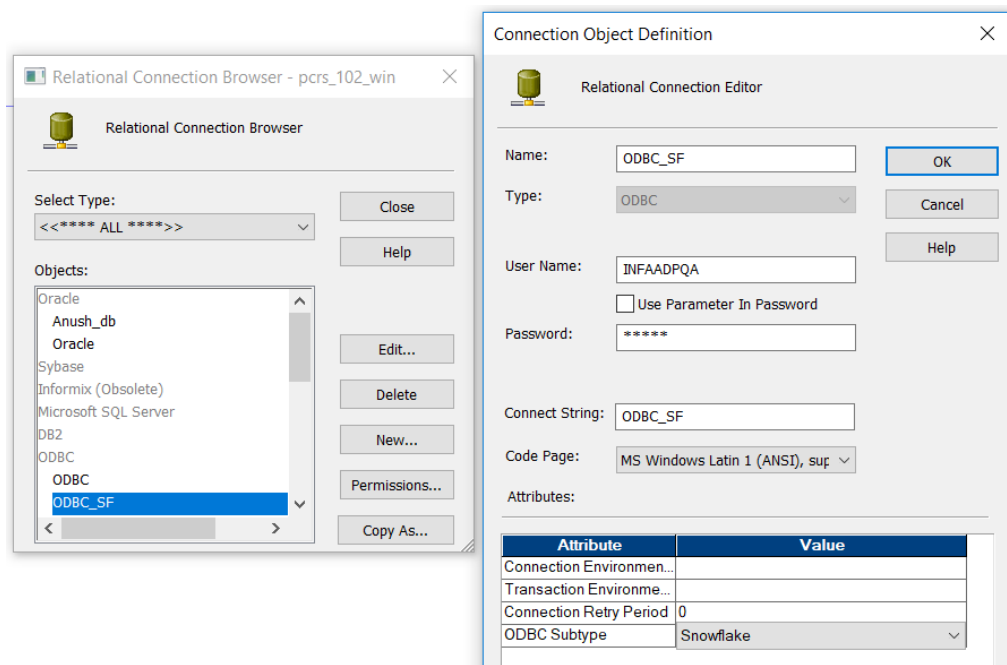 Relational Connection Browser - pcrs_102_win
Relational Connection Browser
Select Type:
<<**** ALL ****>>
Close
Help
Objects:
Oracle
Anush_db
Oracle
Sybase
Informix (Obsolete)
Microsoft SQL Server
DB2
ODBC
ODBC
ODBC_SF
Edit...
Delete
New...
Permissions...
Copy As...
Connection Object Definition
Relational Connection Editor
Name:
ODBC_SF
OK
Type:
ODBC
Cancel
Help
User Name:
INFAADPQA
Use Parameter In Password
Password:
*****
Connect String:
ODBC_SF
Code Page:
MS Windows Latin 1 (ANSI), sup
Attributes:
Attribute Value
Connection Environmen...
Transaction Environme...
Connection Retry Period 0
ODBC Subtype Snowflake